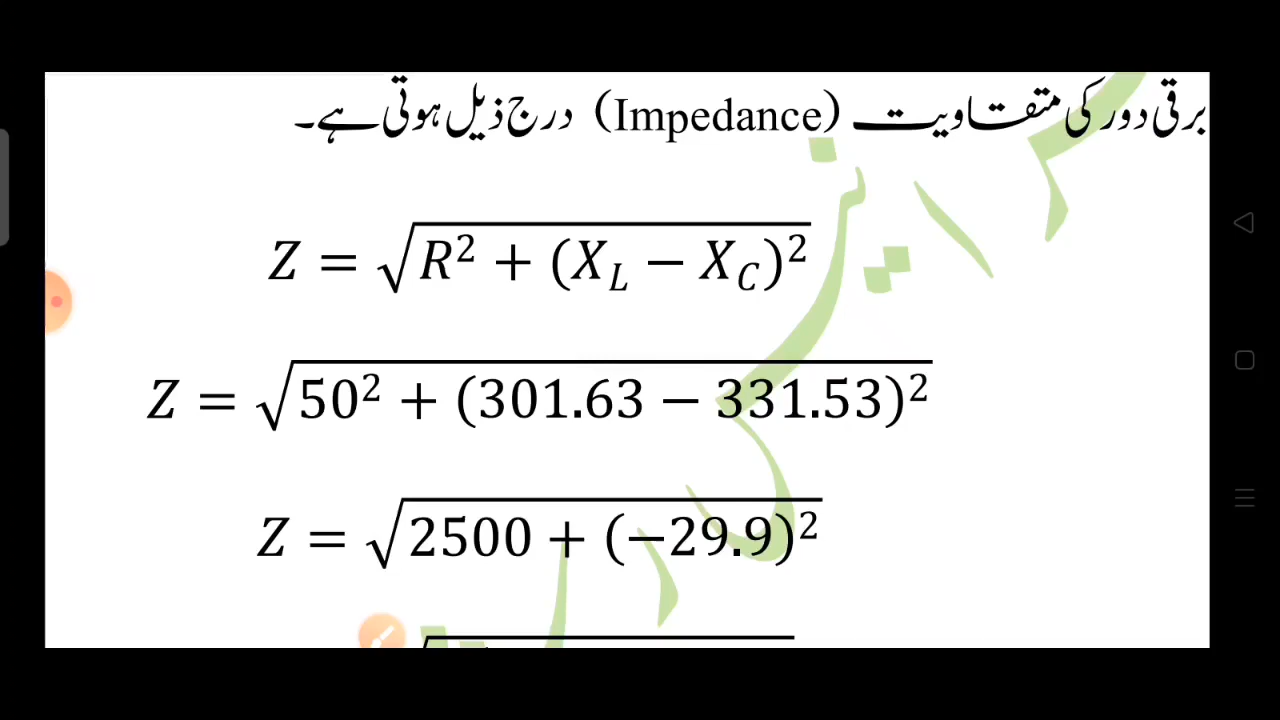 برقی دور کی متفاویت (Impedance) درج ذیل ہوتی ہے۔
Z = √(R² + (X_L − X_C)²)
Z = √(50² + (301.63 − 331.53)²)
Z = √(2500 + (−29.9)²)